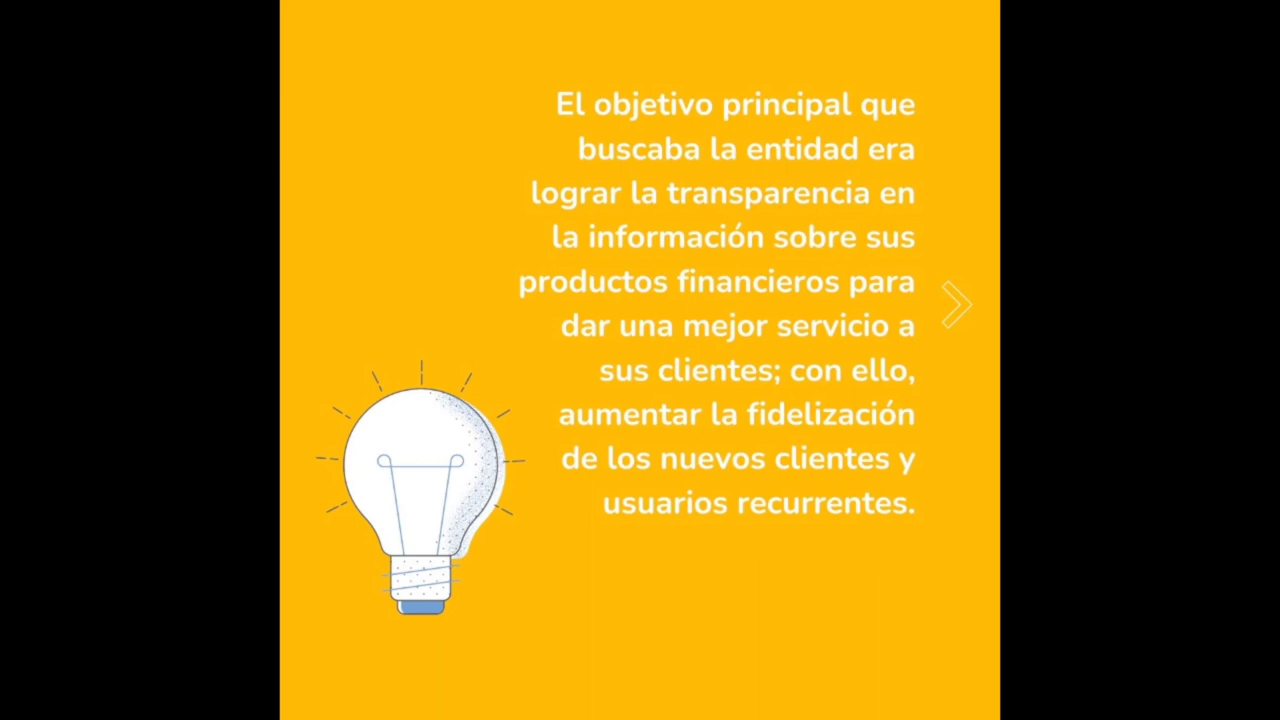 El objetivo principal que
buscaba la entidad era
lograr la transparencia en
la información sobre sus
productos financieros para
dar una mejor servicio a
sus clientes; con ello,
aumentar la fidelización
de los nuevos clientes y
usuarios recurrentes.